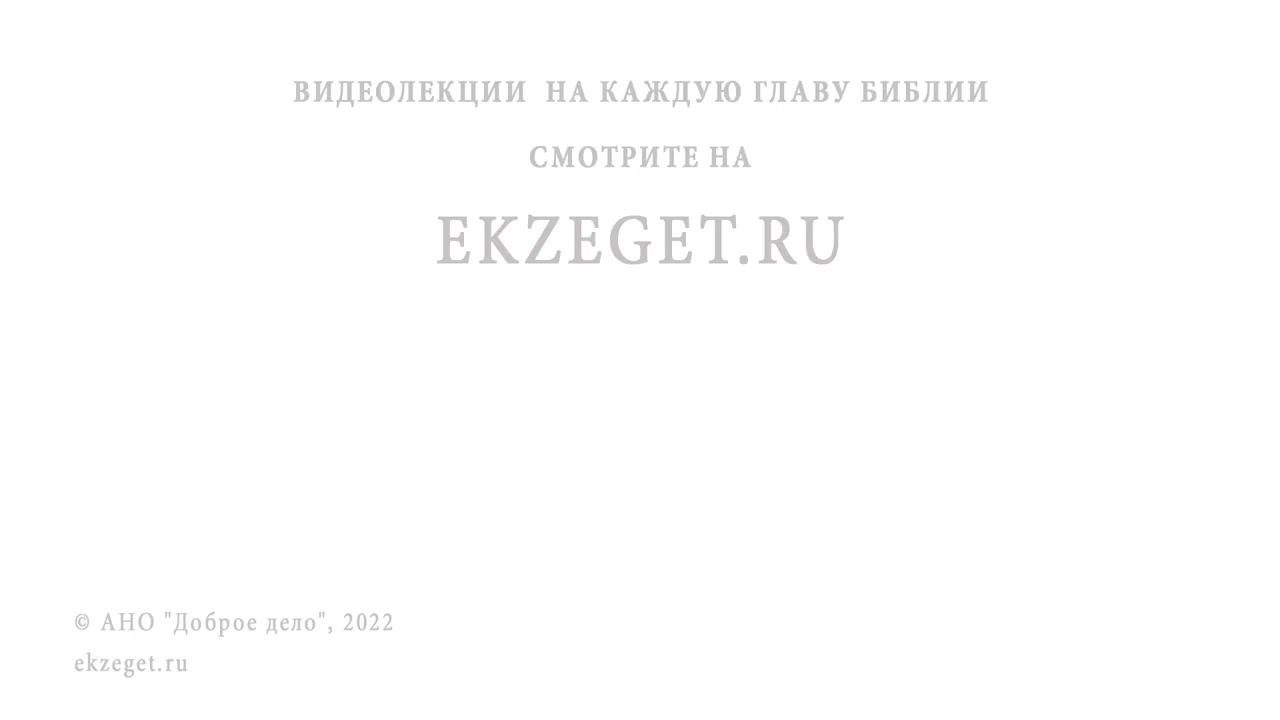 ВИДЕОЛЕКЦИИ НА КАЖДУЮ ГЛАВУ БИБЛИИ
СМОТРИТЕ НА
EKZEGET.RU
© АНО "Доброе дело", 2022
ekzeget.ru